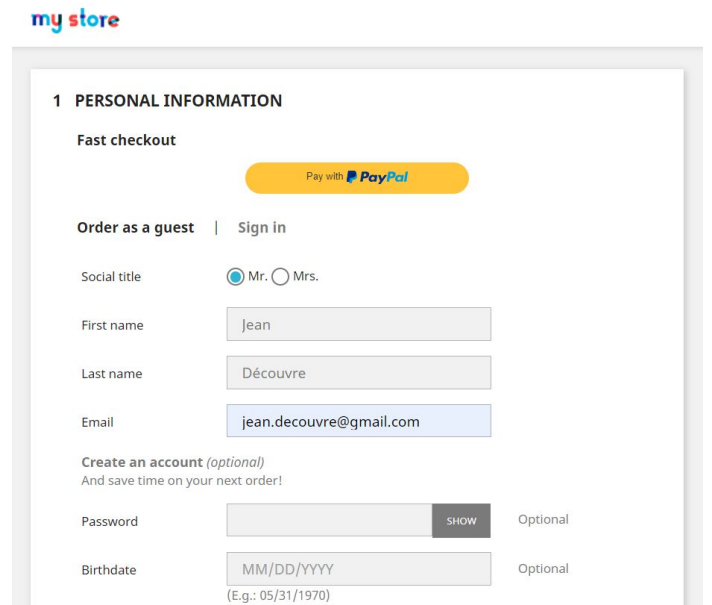 my store
1 PERSONAL INFORMATION
Fast checkout
Pay with PayPal
Order as a guest | Sign in
Social title Mr. Mrs.
First name Jean
Last name Découvre
Email jean.decouvre@gmail.com
Create an account (optional)
And save time on your next order!
Password SHOW Optional
Birthdate MM/DD/YYYY Optional
(E.g.: 05/31/1970)